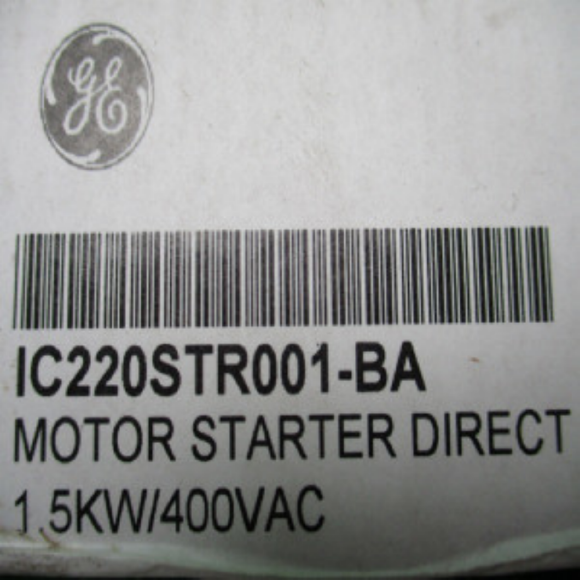 GE
IC220STR001-BA
MOTOR STARTER DIRECT
1.5KW/400VAC